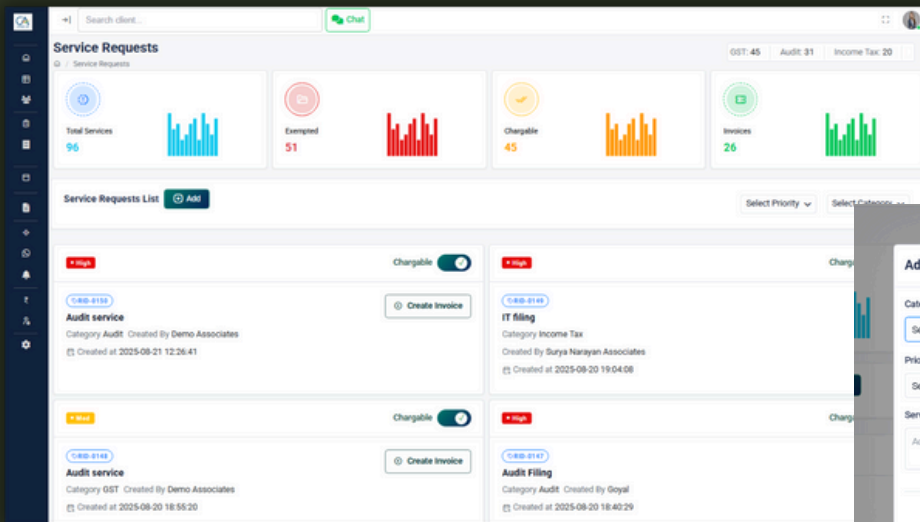 CA
Search client...
Chat
Service Requests
Service Requests
GST: 45 Audit: 31 Income Tax: 20
Total Services
96
Exempted
51
Chargable
45
Invoices
26
Service Requests List
Add
Select Priority
Select Category
High
Chargable
RID-0150
Create Invoice
Audit service
Category Audit Created By Demo Associates
Created at 2025-08-21 12:26:41
High
RID-0149
IT filing
Category Income Tax
Created By Surya Narayan Associates
Created at 2025-08-20 19:04:08
Med
Chargable
RID-0148
Create Invoice
Audit service
Category GST Created By Demo Associates
Created at 2025-08-20 18:55:20
High
RID-0147
Audit Filing
Category Audit Created By Goyal
Created at 2025-08-20 18:40:29